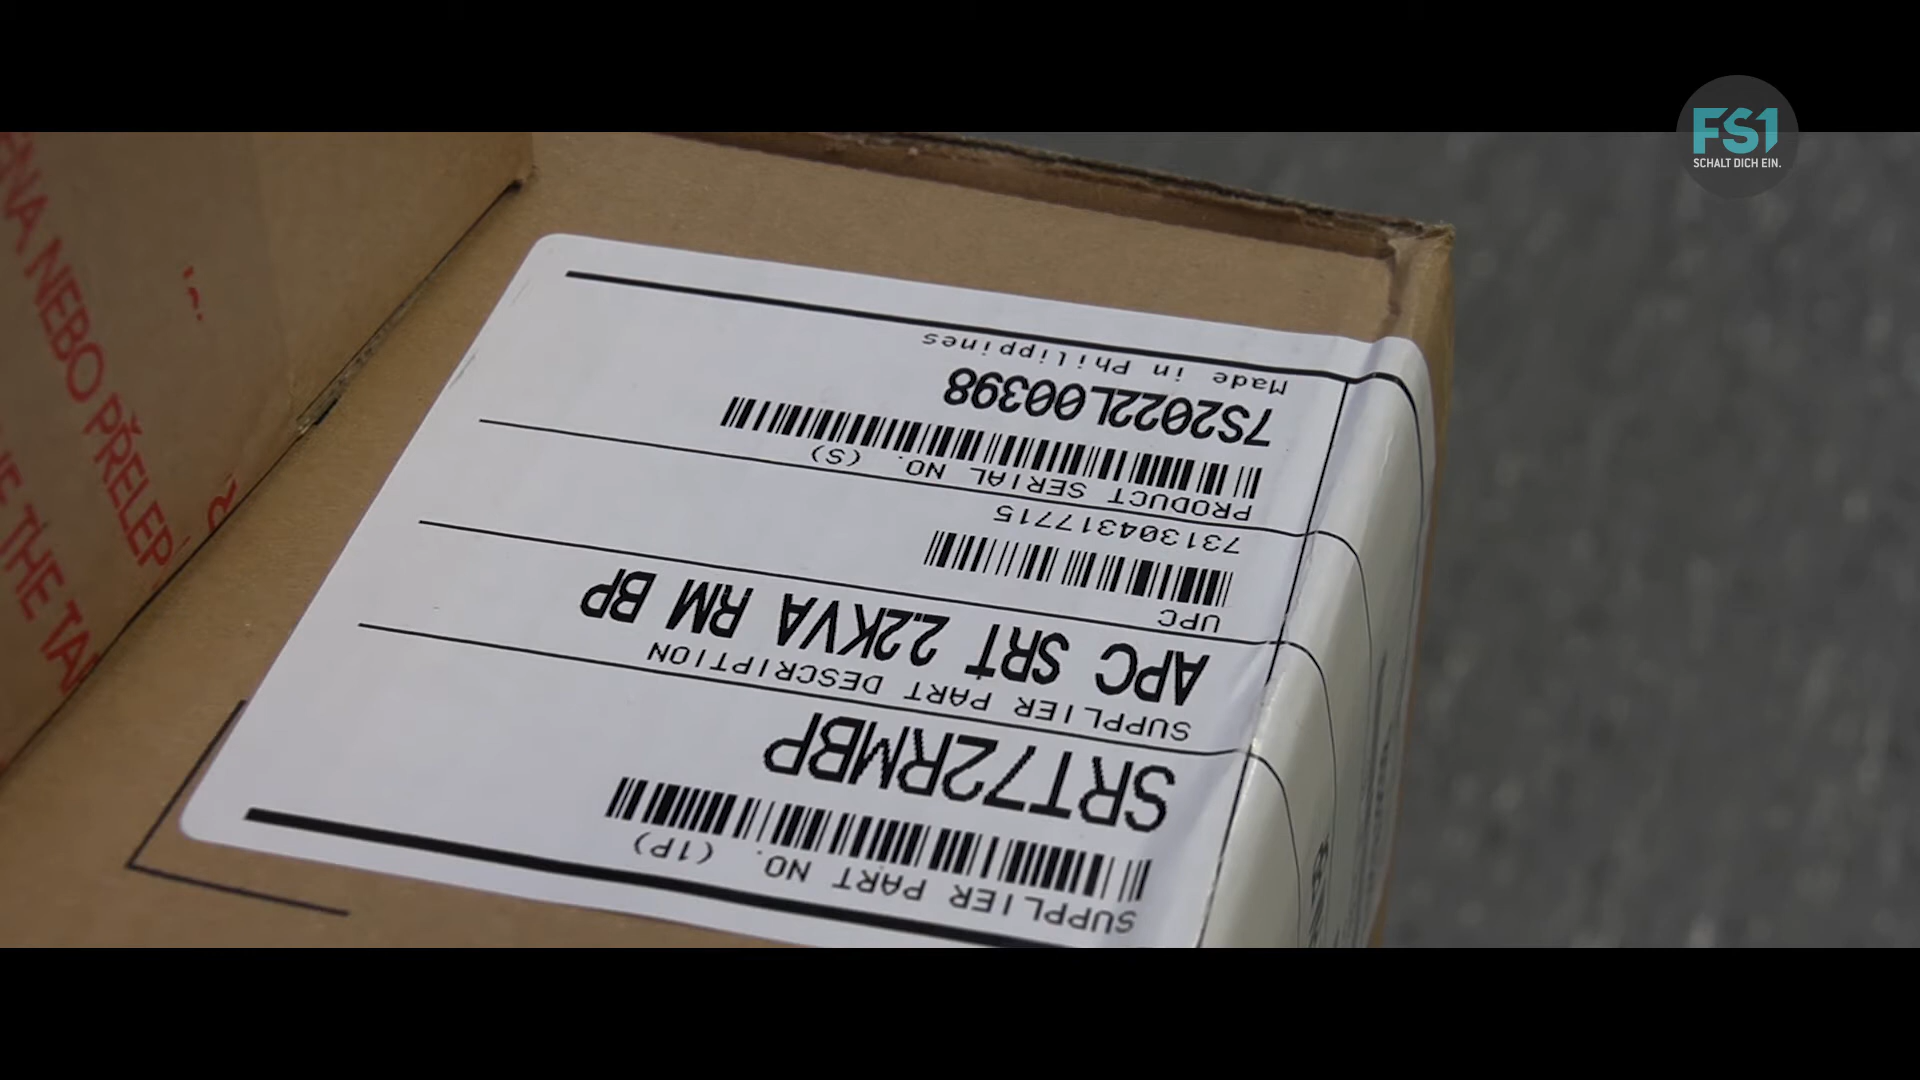 FS1
SCHALT DICH EIN.
SUPPLIER PART NO. (1P)
SRT72RMBP
SUPPLIER PART DESCRIPTION
APC SRT 2.2KVA RM BP
UPC
731304317715
PRODUCT SERIAL NO. (S)
7S2022L00398
Made in Philippines
NEBO PŘELEP
THE TA